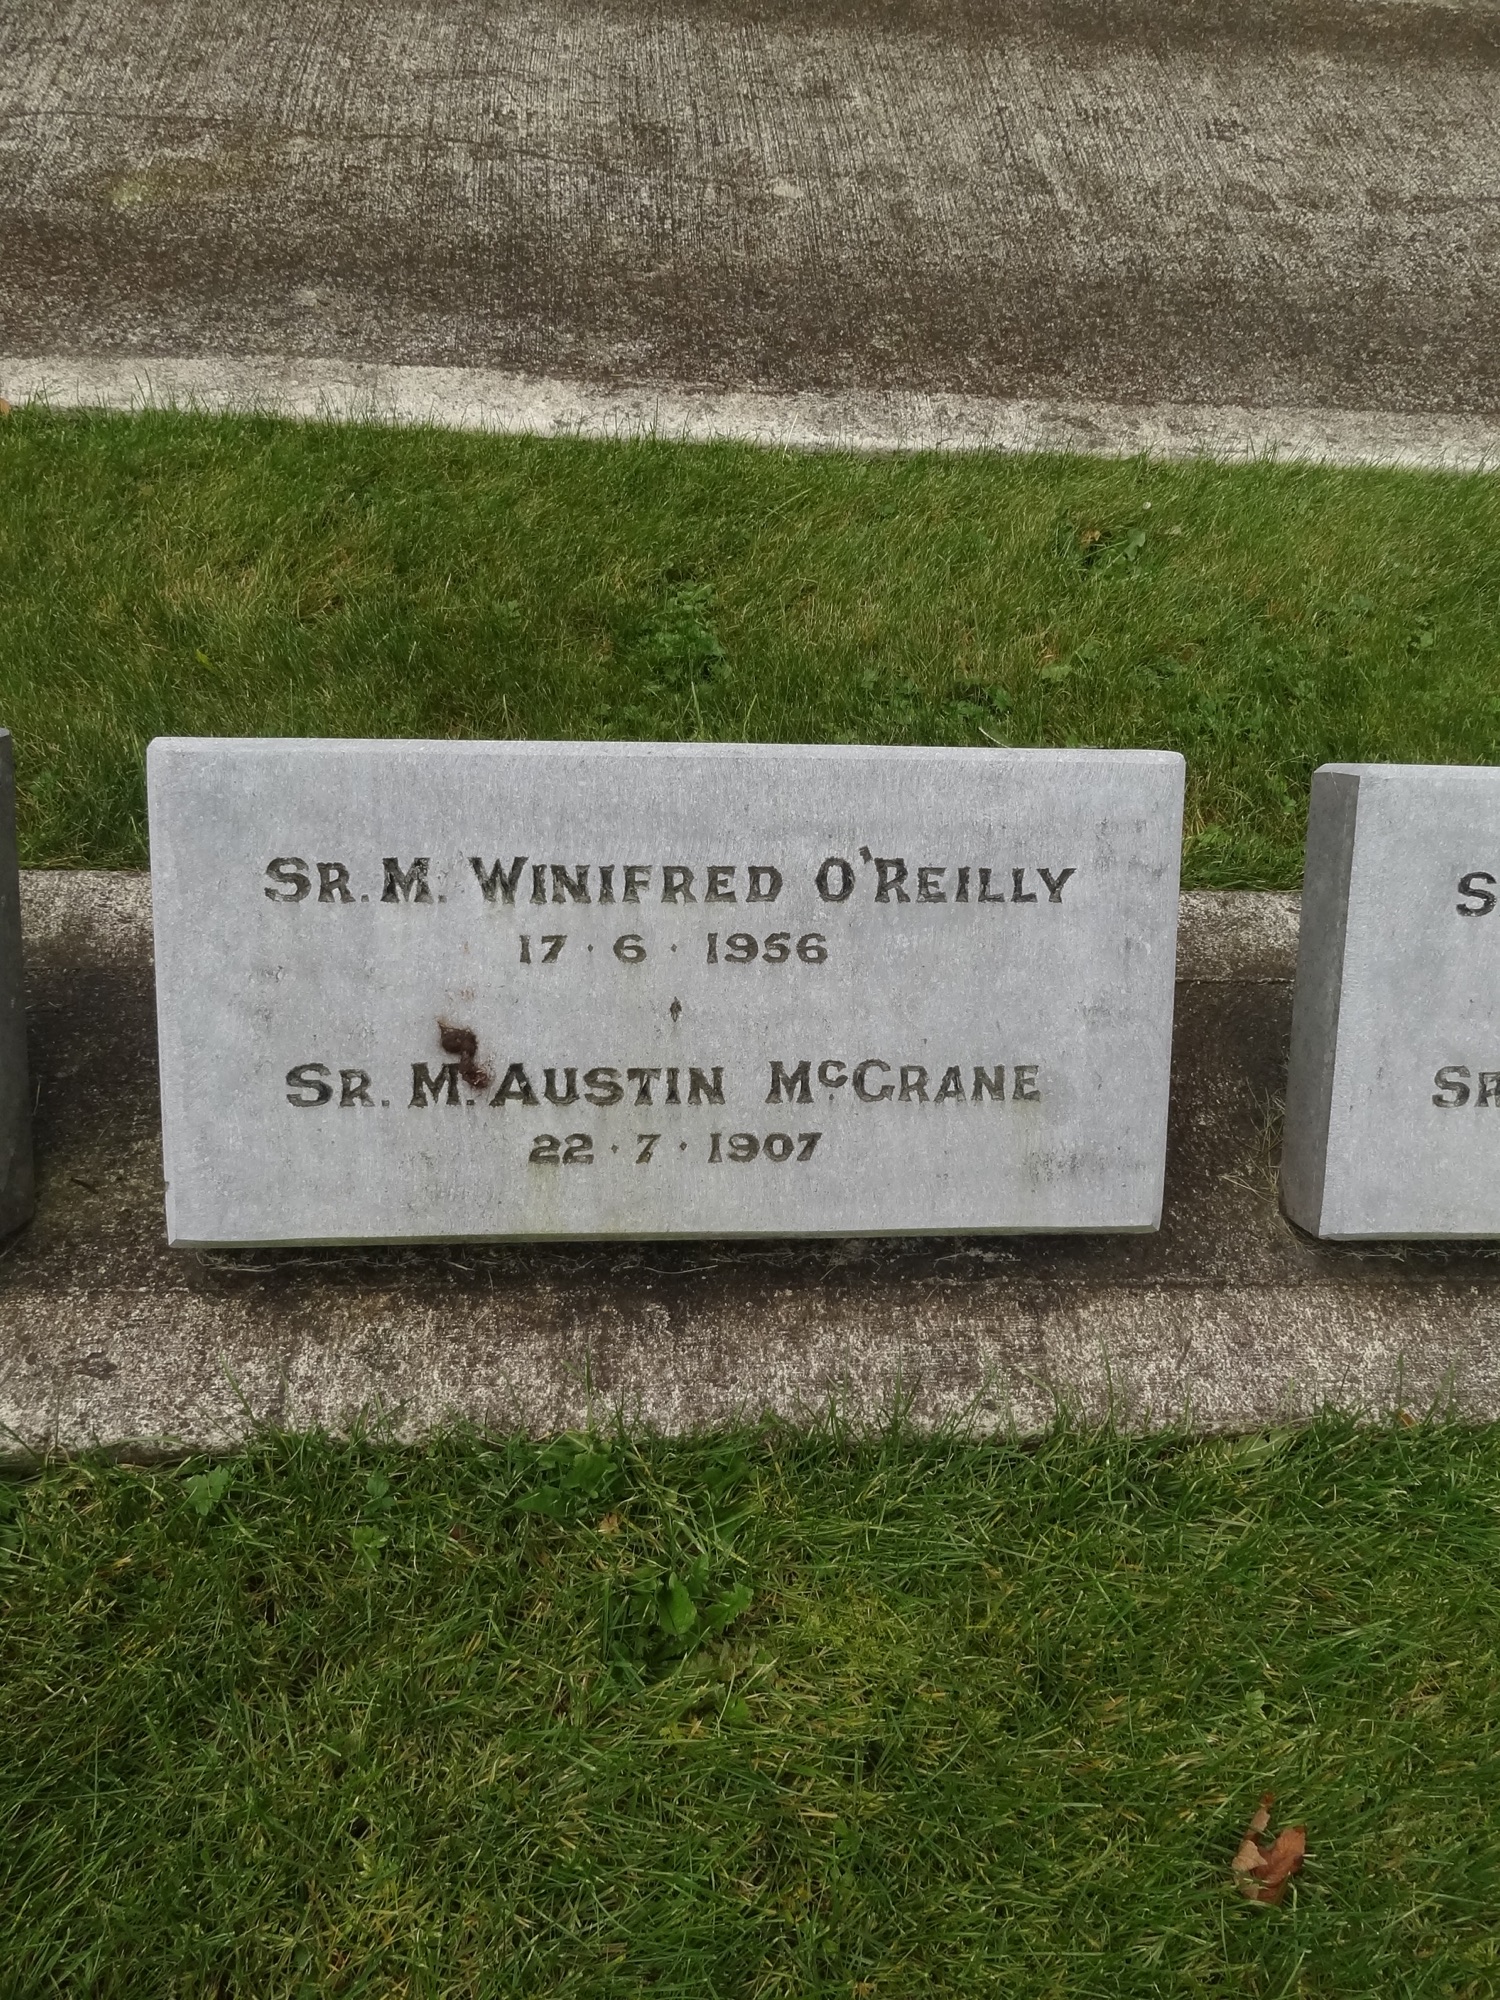 Sr. M. Winifred O'Reilly
17 · 6 · 1956
Sr. M. Austin McGrane
22 · 7 · 1907